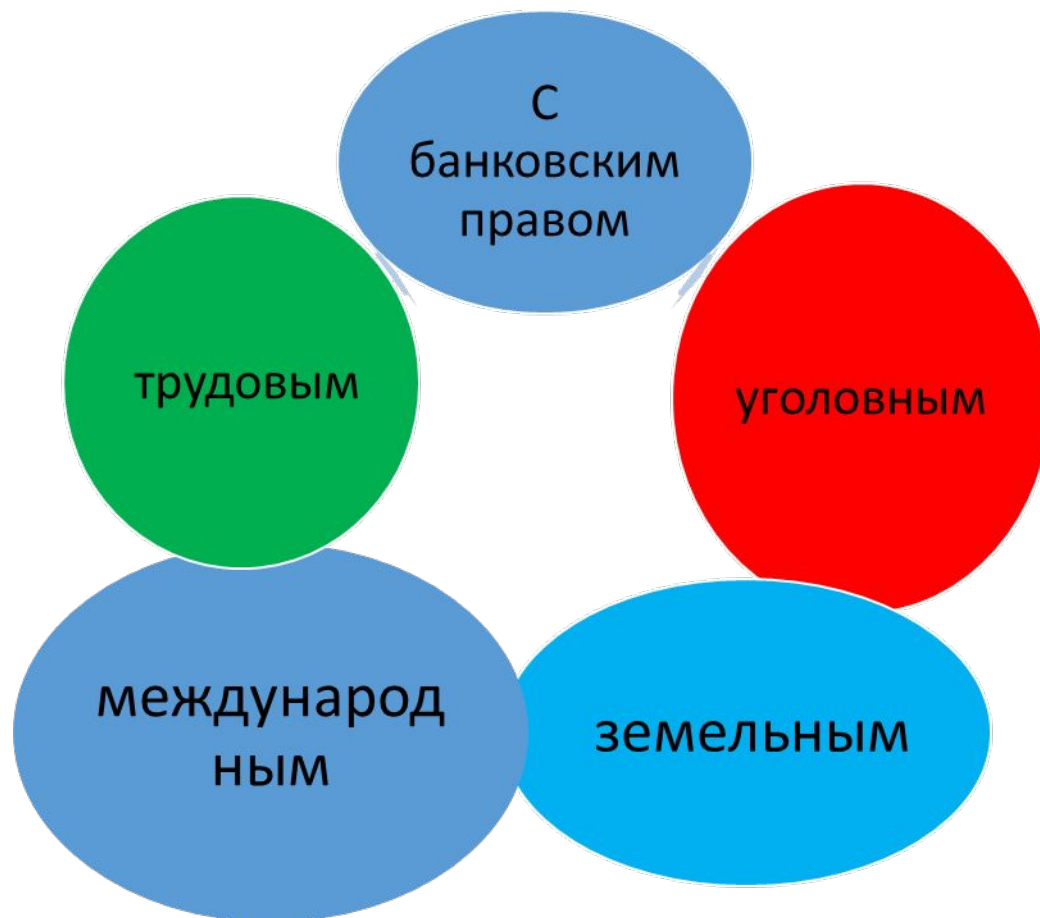 С
банковским
правом
трудовым
уголовным
международ
ным
земельным